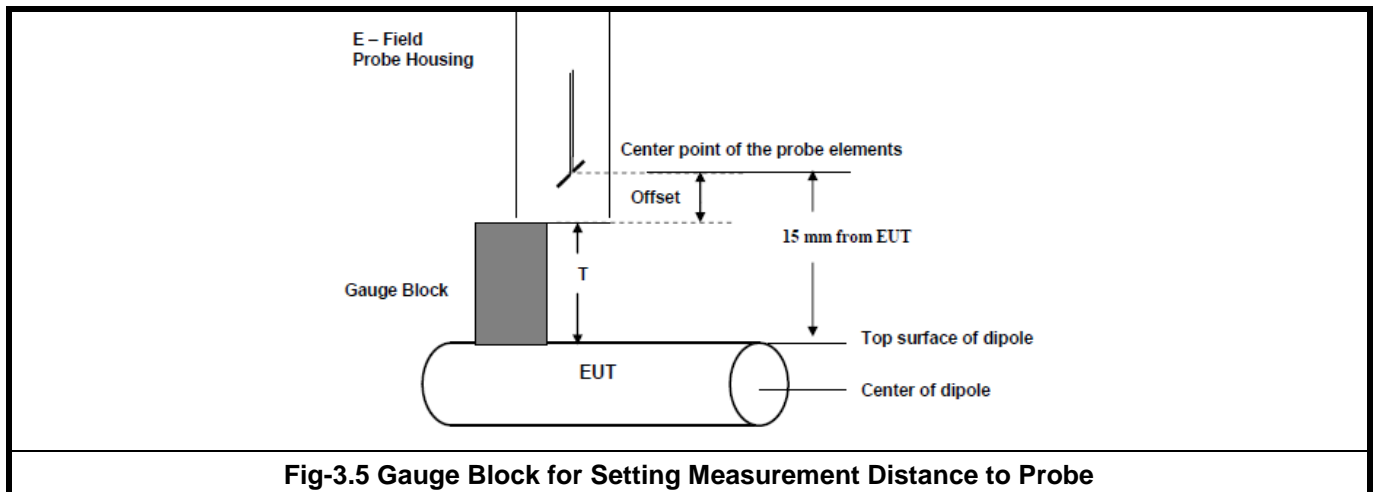 E – Field
Probe Housing
Center point of the probe elements
Offset
15 mm from EUT
T
Gauge Block
Top surface of dipole
EUT
Center of dipole
Fig-3.5 Gauge Block for Setting Measurement Distance to Probe